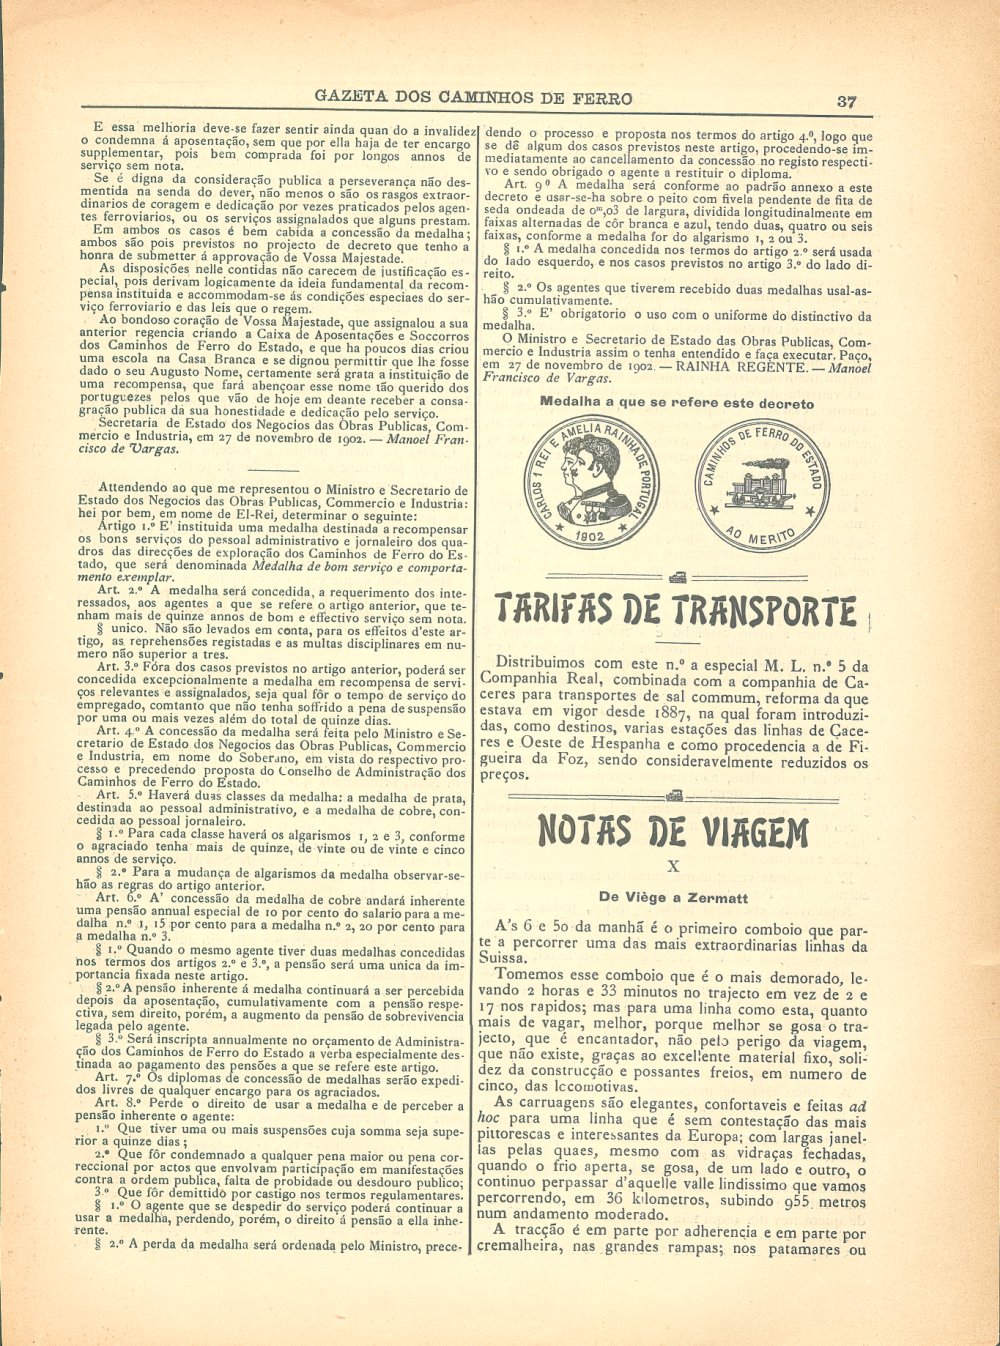 GAZETA DOS CAMINHOS DE FERRO
37
E essa melhoria deve-se fazer sentir ainda quan do a invalidez
o condemna á aposentação, sem que por ella haja de ter encargo
supplementar, pois bem comprada foi por longos annos de
serviço sem nota.
Se é digna da consideração publica a perseverança não des-
mentida na senda do dever, não menos o são os rasgos extraor-
dinarios de coragem e dedicação por vezes praticados pelos agen-
tes ferroviarios, ou os serviços assignalados que alguns prestam.
Em ambos os casos é bem cabida a concessão da medalha;
ambos são pois previstos no projecto de decreto que tenho a
honra de submetter á approvação de Vossa Majestade.
As disposições nelle contidas não carecem de justificação es-
pecial, pois derivam logicamente da ideia fundamental da recom-
pensa instituida e accommodam-se ás condições especiaes do ser-
viço ferroviario e das leis que o regem.
Ao bondoso coração de Vossa Majestade, que assignalou a sua
anterior regencia criando a Caixa de Aposentações e Soccorros
dos Caminhos de Ferro do Estado, e que ha poucos dias criou
uma escola na Casa Branca e se dignou permittir que lhe fosse
dado o seu Augusto Nome, certamente será grata a instituição de
uma recompensa, que fará abençoar esse nome tão querido dos
portuguezes pelos que vão de hoje em deante receber a consa-
gração publica da sua honestidade e dedicação pelo serviço.
Secretaria de Estado dos Negocios das Obras Publicas, Com-
mercio e Industria, em 27 de novembro de 1902. — Manoel Fran-
cisco de Vargas.
Attendendo ao que me representou o Ministro e Secretario de
Estado dos Negocios das Obras Publicas, Commercio e Industria:
hei por bem, em nome de El-Rei, determinar o seguinte:
Artigo 1.º E' instituida uma medalha destinada a recompensar
os bons serviços do pessoal administrativo e jornaleiro dos qua-
dros das direcções de exploração dos Caminhos de Ferro do Es-
tado, que será denominada Medalha de bom serviço e comporta-
mento exemplar.
Art. 2.º A medalha será concedida, a requerimento dos inte-
ressados, aos agentes a que se refere o artigo anterior, que te-
nham mais de quinze annos de bom e effectivo serviço sem nota.
§ unico. Não são levados em conta, para os effeitos d'este ar-
tigo, as reprehensões registadas e as multas disciplinares em nu-
mero não superior a tres.
Art. 3.º Fóra dos casos previstos no artigo anterior, poderá ser
concedida excepcionalmente a medalha em recompensa de servi-
ços relevantes e assignalados, seja qual fôr o tempo de serviço do
empregado, comtanto que não tenha soffrido a pena de suspensão
por uma ou mais vezes além do total de quinze dias.
Art. 4.º A concessão da medalha será feita pelo Ministro e Se-
cretario de Estado dos Negocios das Obras Publicas, Commercio
e Industria, em nome do Soberano, em vista do respectivo pro-
cesso e precedendo proposta do Conselho de Administração dos
Caminhos de Ferro do Estado.
Art. 5.º Haverá duas classes da medalha: a medalha de prata,
destinada ao pessoal administrativo, e a medalha de cobre, con-
cedida ao pessoal jornaleiro.
§ 1.º Para cada classe haverá os algarismos 1, 2 e 3, conforme
o agraciado tenha mais de quinze, de vinte ou de vinte e cinco
annos de serviço.
§ 2.º Para a mudança de algarismos da medalha observar-se-
hão as regras do artigo anterior.
Art. 6.º A' concessão da medalha de cobre andará inherente
uma pensão annual especial de 10 por cento do salario para a me-
dalha n.º 1, 15 por cento para a medalha n.º 2, 20 por cento para
a medalha n.º 3.
§ 1.º Quando o mesmo agente tiver duas medalhas concedidas
nos termos dos artigos 2.º e 3.º, a pensão será uma unica da im-
portancia fixada neste artigo.
§ 2.º A pensão inherente á medalha continuará a ser percebida
depois da aposentação, cumulativamente com a pensão respe-
ctiva, sem direito, porém, a augmento da pensão de sobrevivencia
legada pelo agente.
§ 3.º Será inscripta annualmente no orçamento de Administra-
ção dos Caminhos de Ferro do Estado a verba especialmente des-
tinada ao pagamento das pensões a que se refere este artigo.
Art. 7.º Os diplomas de concessão de medalhas serão expedi-
dos livres de qualquer encargo para os agraciados.
Art. 8.º Perde o direito de usar a medalha e de perceber a
pensão inherente o agente:
1.º Que tiver uma ou mais suspensões cuja somma seja supe-
rior a quinze dias;
2.º Que fôr condemnado a qualquer pena maior ou pena cor-
reccional por actos que envolvam participação em manifestações
contra a ordem publica, falta de probidade ou desdouro publico;
3.º Que fôr demittido por castigo nos termos regulamentares.
§ 1.º O agente que se despedir do serviço poderá continuar a
usar a medalha, perdendo, porém, o direito á pensão a ella inhe-
rente.
§ 2.º A perda da medalha será ordenada pelo Ministro, prece-
dendo o processo e proposta nos termos do artigo 4.º, logo que
se dê algum dos casos previstos neste artigo, procedendo-se im-
mediatamente ao cancellamento da concessão no registo respecti-
vo e sendo obrigado o agente a restituir o diploma.
Art. 9º A medalha será conforme ao padrão annexo a este
decreto e usar-se-ha sobre o peito com fivela pendente de fita de
seda ondeada de 0m,03 de largura, dividida longitudinalmente em
faixas alternadas de côr branca e azul, tendo duas, quatro ou seis
faixas, conforme a medalha for do algarismo 1, 2 ou 3.
§ 1.º A medalha concedida nos termos do artigo 2.º será usada
do lado esquerdo, e nos casos previstos no artigo 3.º do lado di-
reito.
§ 2.º Os agentes que tiverem recebido duas medalhas usal-as-
hão cumulativamente.
§ 3.º E' obrigatorio o uso com o uniforme do distinctivo da
medalha.
O Ministro e Secretario de Estado das Obras Publicas, Com-
mercio e Industria assim o tenha entendido e faça executar. Paço,
em 27 de novembro de 1902. — RAINHA REGENTE. — Manoel
Francisco de Vargas.
Medalha a que se refere este decreto
CARLOS 1 REI E AMELIA RAINHA DE PORTUGAL
1902
CAMINHOS DE FERRO DO ESTADO
AO MERITO
TARIFAS DE TRANSPORTE
Distribuimos com este n.º a especial M. L. n.º 5 da
Companhia Real, combinada com a companhia de Ca-
ceres para transportes de sal commum, reforma da que
estava em vigor desde 1887, na qual foram introduzi-
das, como destinos, varias estações das linhas de Cace-
res e Oeste de Hespanha e como procedencia a de Fi-
gueira da Foz, sendo consideravelmente reduzidos os
preços.
NOTAS DE VIAGEM
X
De Viège a Zermatt
A's 6 e 50 da manhã é o primeiro comboio que par-
te a percorrer uma das mais extraordinarias linhas da
Suissa.
Tomemos esse comboio que é o mais demorado, le-
vando 2 horas e 33 minutos no trajecto em vez de 2 e
17 nos rapidos; mas para uma linha como esta, quanto
mais de vagar, melhor, porque melhor se gosa o tra-
jecto, que é encantador, não pelo perigo da viagem,
que não existe, graças ao excellente material fixo, soli-
dez da construcção e possantes freios, em numero de
cinco, das locomotivas.
As carruagens são elegantes, confortaveis e feitas ad
hoc para uma linha que é sem contestação das mais
pittorescas e interessantes da Europa; com largas janel-
las pelas quaes, mesmo com as vidraças fechadas,
quando o frio aperta, se gosa, de um lado e outro, o
continuo perpassar d'aquelle valle lindissimo que vamos
percorrendo, em 36 kilometros, subindo 955 metros
num andamento moderado.
A tracção é em parte por adherencia e em parte por
cremalheira, nas grandes rampas; nos patamares ou